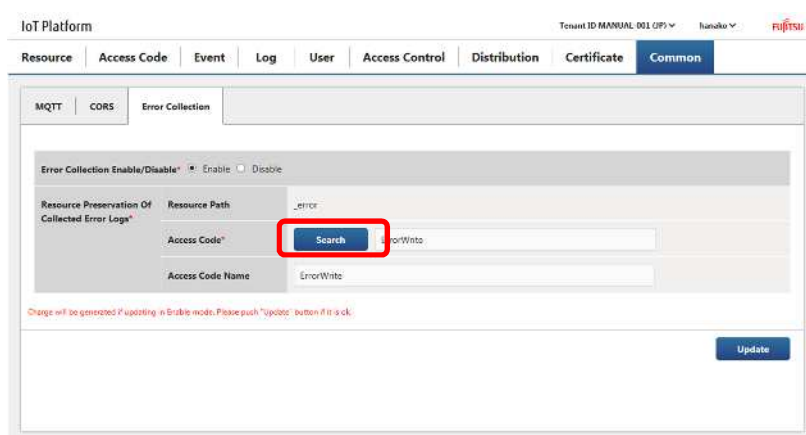 IoT Platform
Tenant ID MANUAL-001 (JP)
hanako
FUJITSU
Resource
Access Code
Event
Log
User
Access Control
Distribution
Certificate
Common
MQTT
CORS
Error Collection
Error Collection Enable/Disable* Enable Disable
Resource Preservation Of
Collected Error Logs*
Resource Path
_error
Access Code*
Search
ErrorWrite
Access Code Name
ErrorWrite
Charge will be generated if updating in Enable mode. Please push "Update" button if it is ok.
Update